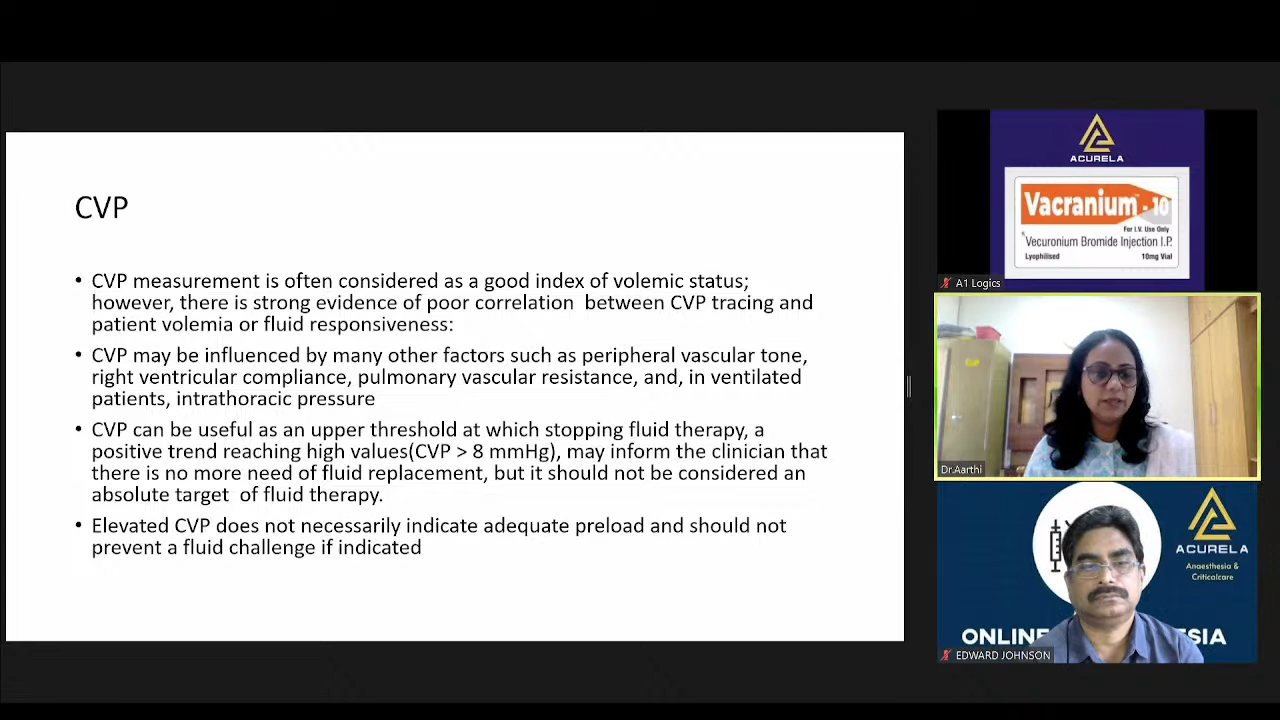 CVP
• CVP measurement is often considered as a good index of volemic status;
however, there is strong evidence of poor correlation between CVP tracing and
patient volemia or fluid responsiveness:
• CVP may be influenced by many other factors such as peripheral vascular tone,
right ventricular compliance, pulmonary vascular resistance, and, in ventilated
patients, intrathoracic pressure
• CVP can be useful as an upper threshold at which stopping fluid therapy, a
positive trend reaching high values(CVP > 8 mmHg), may inform the clinician that
there is no more need of fluid replacement, but it should not be considered an
absolute target of fluid therapy.
• Elevated CVP does not necessarily indicate adequate preload and should not
prevent a fluid challenge if indicated
ACURELA
Vacranium™ - 10
For I.V. Use Only
Vecuronium Bromide Injection I.P.
Lyophilised 10mg Vial
A1 Logics
Dr.Aarthi
ACURELA
Anaesthesia &
Criticalcare
ONLINE
EDWARD JOHNSON